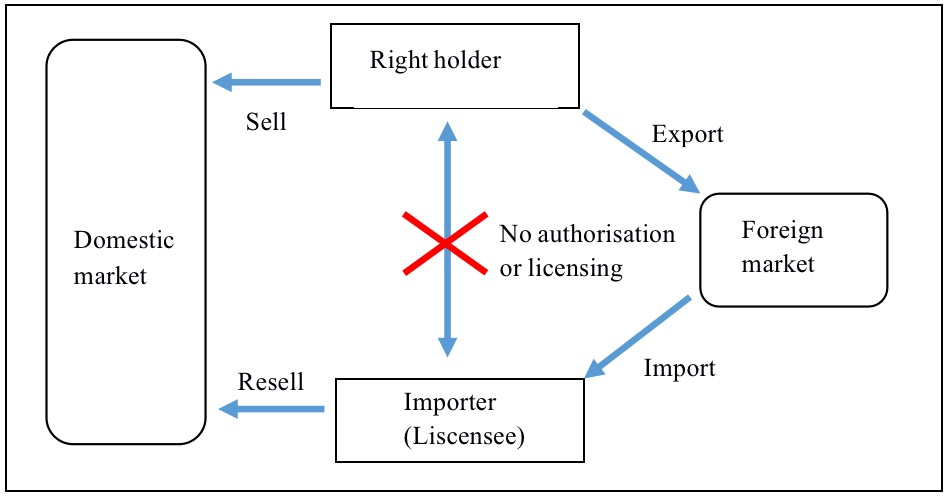 Right holder
Sell
Export
Domestic
market
No authorisation
or licensing
Foreign
market
Import
Resell
Importer
(Liscensee)